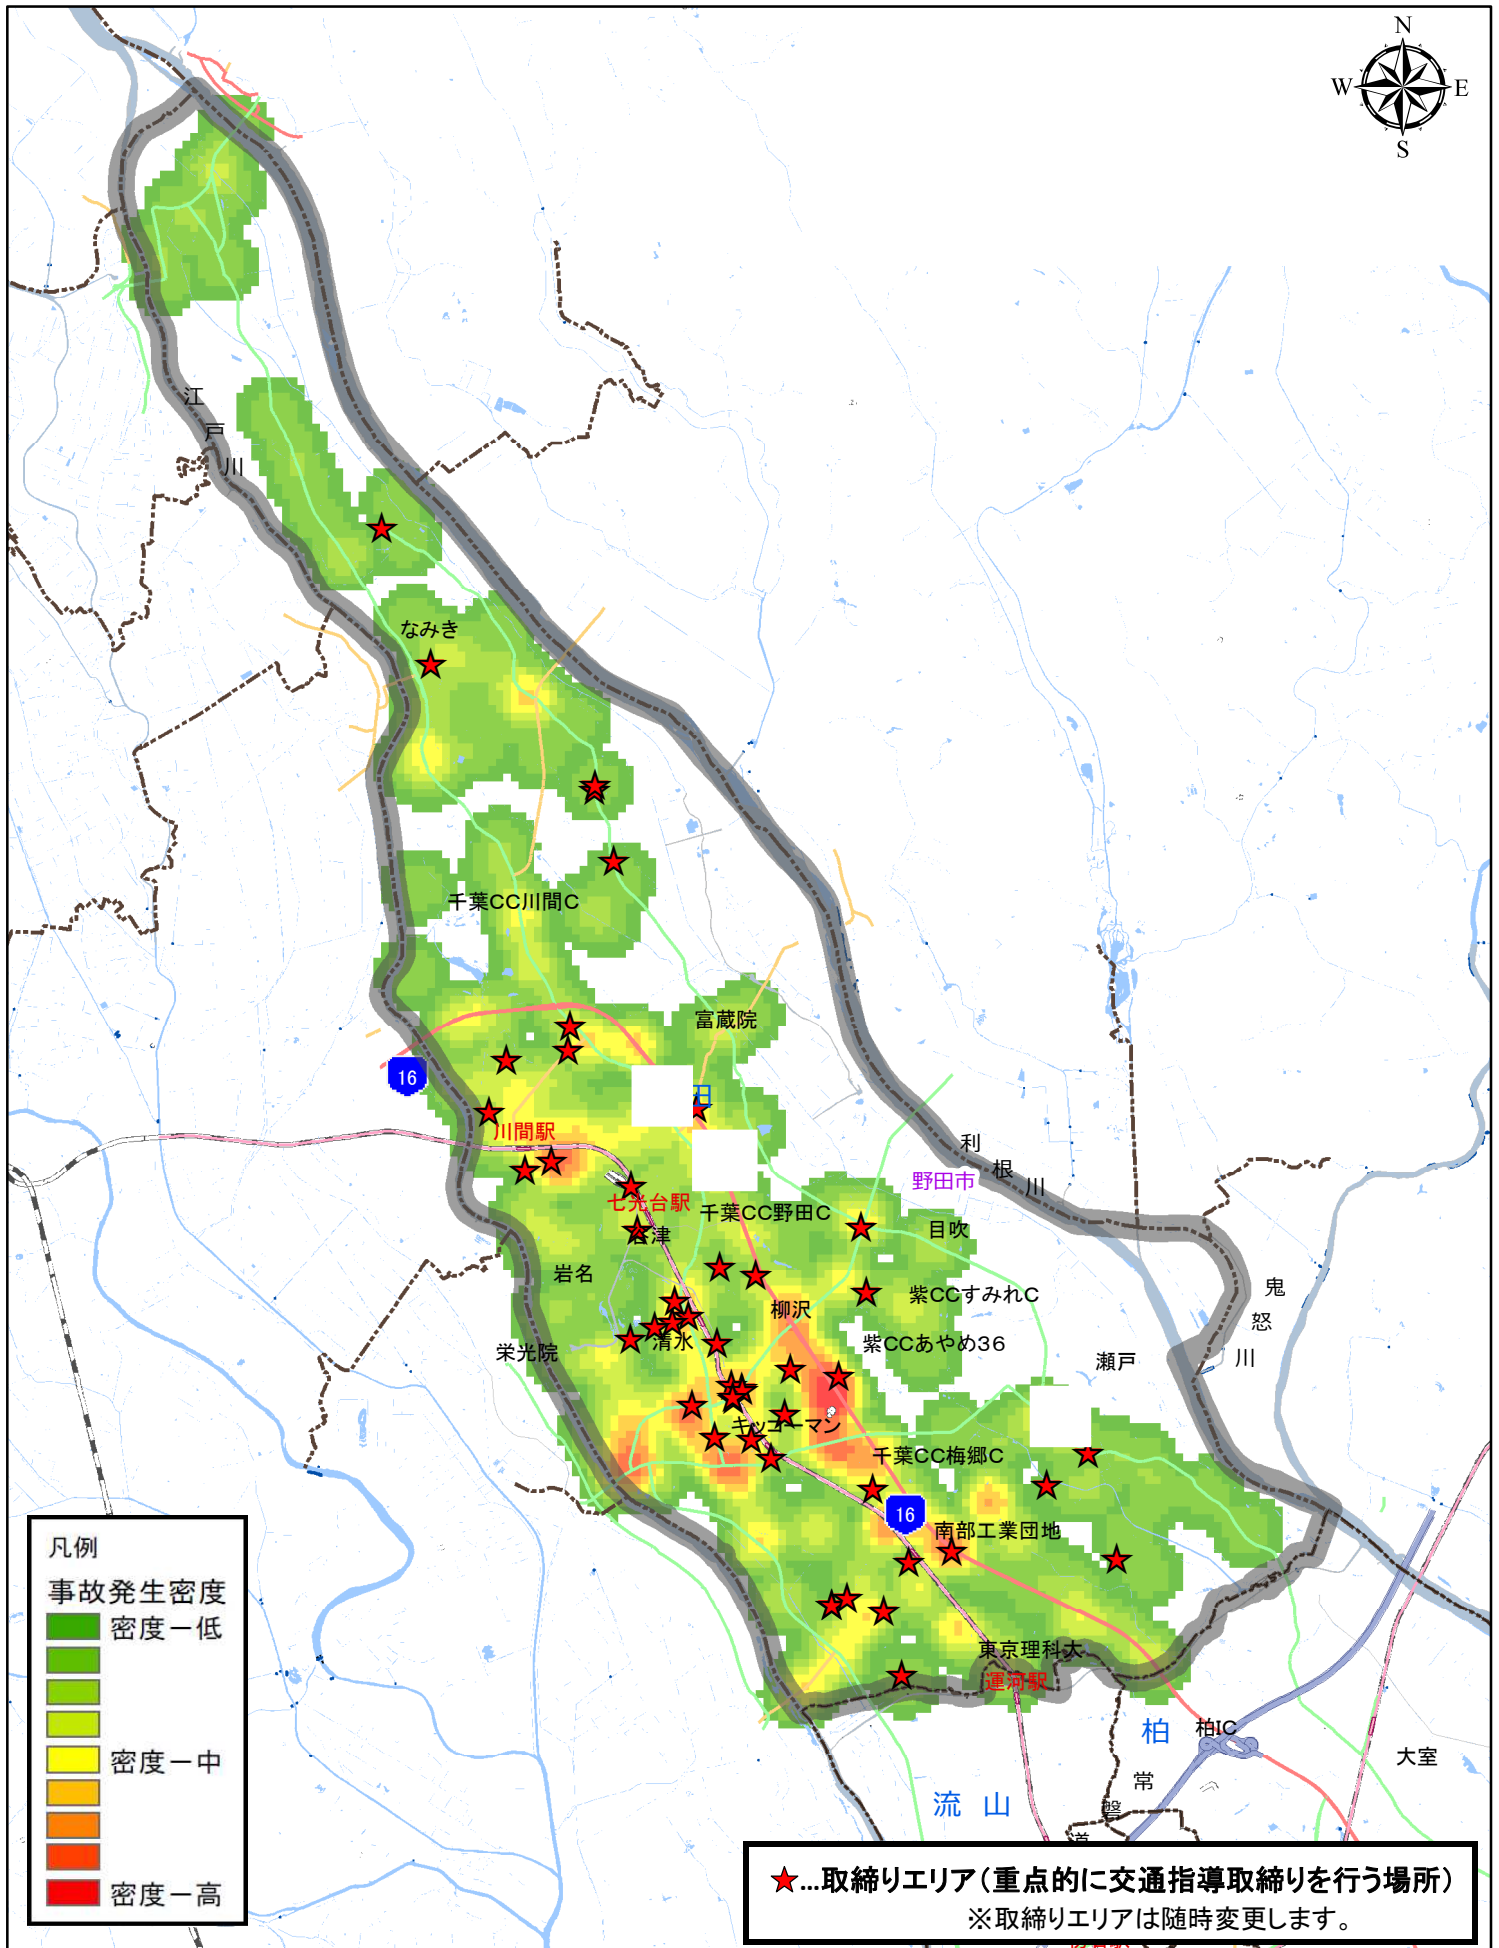 N
W E
S
江
戸
川
なみき
千葉CC川間C
富蔵院
16
田
川間駅
利
根
川
野田市
七光台駅
千葉CC野田C
目吹
谷津
岩名
紫CCすみれC
鬼
怒
川
柳沢
清水
紫CCあやめ36
栄光院
瀬戸
キッコーマン
千葉CC梅郷C
16
南部工業団地
東京理科大
運河駅
柏
柏IC
大室
常
磐
道
流 山
凡例
事故発生密度
密度－低
密度－中
密度－高
★...取締りエリア(重点的に交通指導取締りを行う場所)
※取締りエリアは随時変更します。